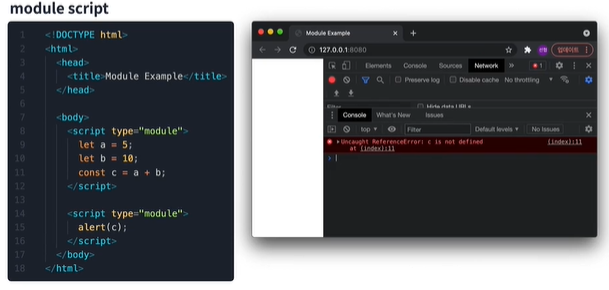 module script
1 <!DOCTYPE html>
2 <html>
3 <head>
4 <title>Module Example</title>
5 </head>
6
7 <body>
8 <script type="module">
9 let a = 5;
10 let b = 10;
11 const c = a + b;
12 </script>
13
14 <script type="module">
15 alert(c);
16 </script>
17 </body>
18 </html>
Module Example
127.0.0.1:8080
업데이트
Elements Console Sources Network 1
Preserve log Disable cache No throttling
Filter Hide data URLs
Console What's New Issues
top Filter Default levels No Issues
Uncaught ReferenceError: c is not defined (index):11
at (index):11